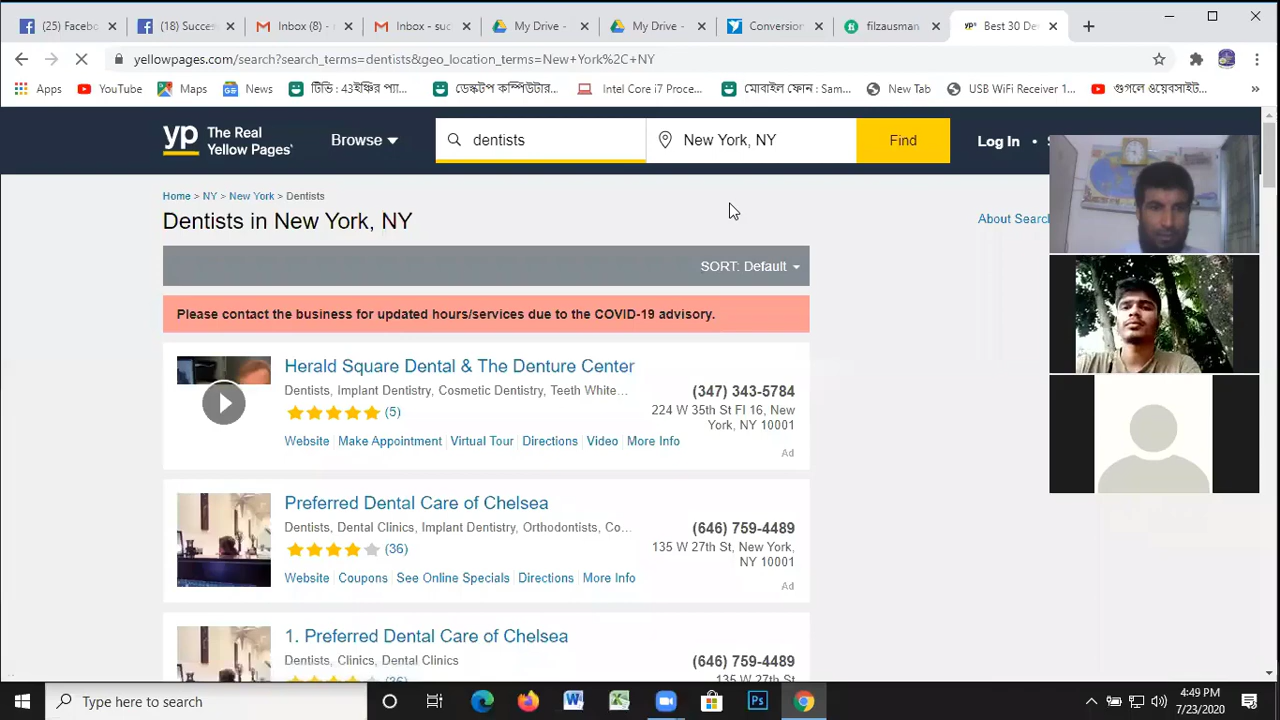 (25) Facebo
(18) Succes
Inbox (8) -
Inbox - suc
My Drive -
My Drive -
Conversion
filzausman
Best 30 De
yellowpages.com/search?search_terms=dentists&geo_location_terms=New+York%2C+NY
Apps
YouTube
Maps
News
টিভি : 43ইঞ্চির প্যা...
ডেস্কটপ কম্পিউটার...
Intel Core i7 Proce...
মোবাইল ফোন : Sam...
New Tab
USB WiFi Receiver 1...
গুগলে ওয়েবসাইট...
»
yp The Real Yellow Pages
Browse
dentists
New York, NY
Find
Log In •
Home > NY > New York > Dentists
Dentists in New York, NY
About Searc
SORT: Default
Please contact the business for updated hours/services due to the COVID-19 advisory.
Herald Square Dental & The Denture Center
Dentists, Implant Dentistry, Cosmetic Dentistry, Teeth White...
(347) 343-5784
(5)
224 W 35th St Fl 16, New
York, NY 10001
Website Make Appointment Virtual Tour Directions Video More Info
Ad
Preferred Dental Care of Chelsea
Dentists, Dental Clinics, Implant Dentistry, Orthodontists, Co...
(646) 759-4489
(36)
135 W 27th St, New York,
NY 10001
Website Coupons See Online Specials Directions More Info
Ad
1. Preferred Dental Care of Chelsea
Dentists, Clinics, Dental Clinics
(646) 759-4489
(36)
135 W 27th St
Type here to search
4:49 PM
7/23/2020